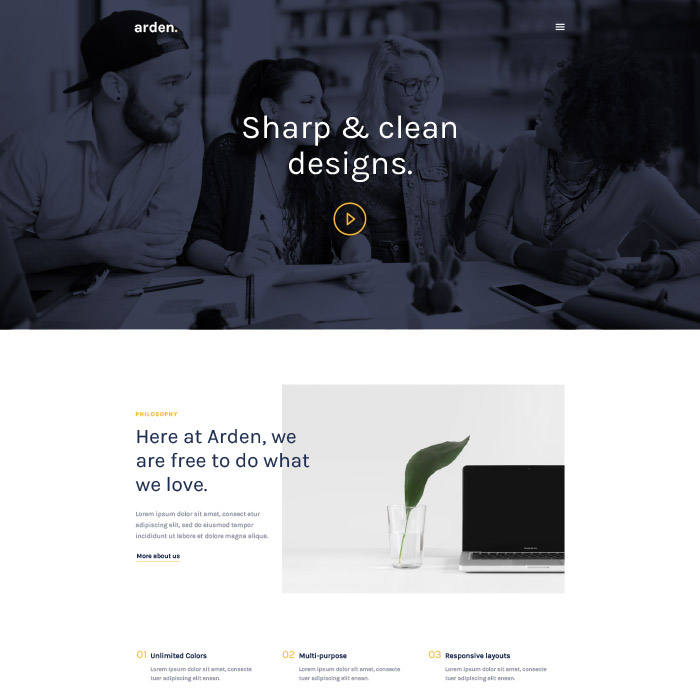 arden.
Sharp & clean
designs.
PHILOSOPHY
Here at Arden, we
are free to do what
we love.
Lorem ipsum dolor sit amet, consect etur
adipiscing elit, sed do eiusmod tempor
incididunt ut labore et dolore magna aliqua.
More about us
01 Unlimited Colors
Lorem ipsum dolor sit amet, consecte
tuer adipiscing elit enean.
02 Multi-purpose
Lorem ipsum dolor sit amet, consecte
tuer adipiscing elit enean.
03 Responsive layouts
Lorem ipsum dolor sit amet, consecte
tuer adipiscing elit enean.